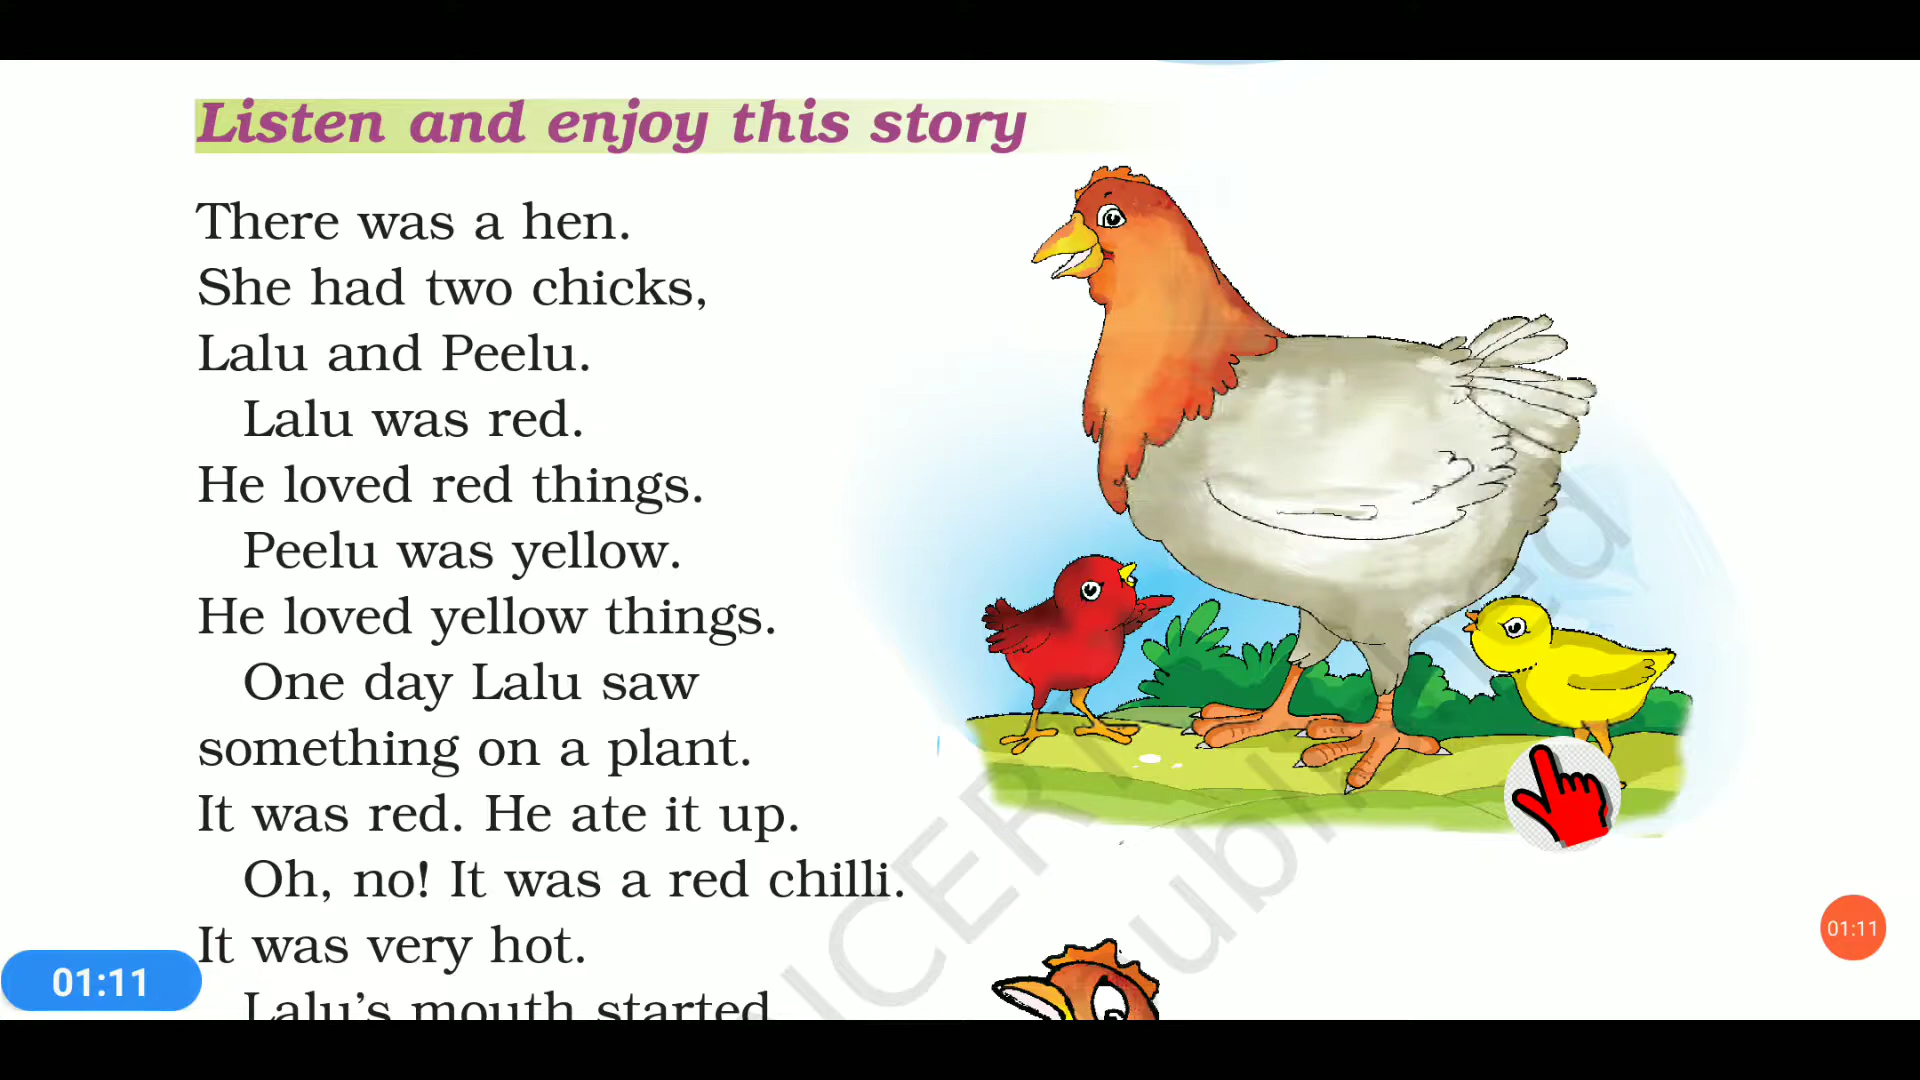 Listen and enjoy this story
There was a hen.
She had two chicks,
Lalu and Peelu.
Lalu was red.
He loved red things.
Peelu was yellow.
He loved yellow things.
One day Lalu saw
something on a plant.
It was red. He ate it up.
Oh, no! It was a red chilli.
It was very hot.
Lalu's mouth started
01:11
01:11